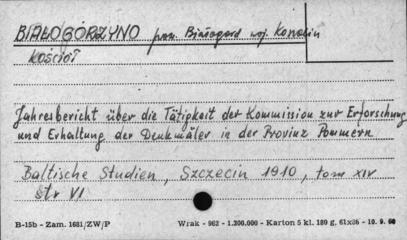 BIAŁOGÓRZYNO pow. Białogard woj. Koszalin
KOŚCIÓŁ
Jahresbericht über die Tätigkeit der Kommission zur Erforschung
und Erhaltung der Denkmäler in der Provinz Pommern
Baltische Studien, Szczecin 1910, tom XIV
str VI
B-15b - Zam. 1681/ZW/P Wrak - 962 - 1.200.000 - Karton 5 kl. 180 g, 61x86 - 10. 9. 60